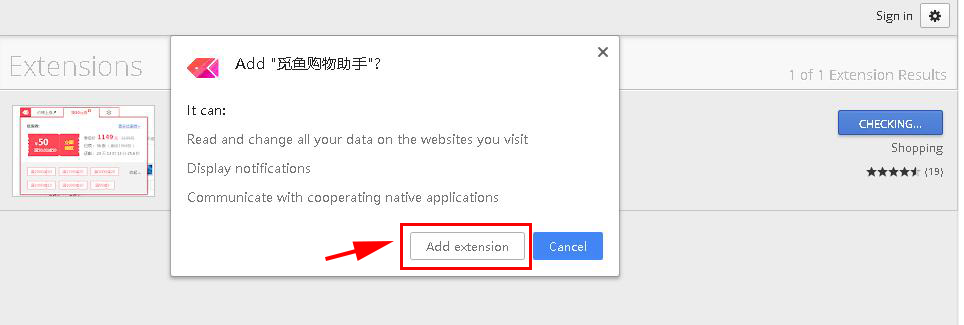 Sign in
Extensions
1 of 1 Extension Results
Add "觅鱼购物助手"?
It can:
Read and change all your data on the websites you visit
Display notifications
Communicate with cooperating native applications
Add extension
Cancel
CHECKING...
Shopping
(19)
1149
¥50